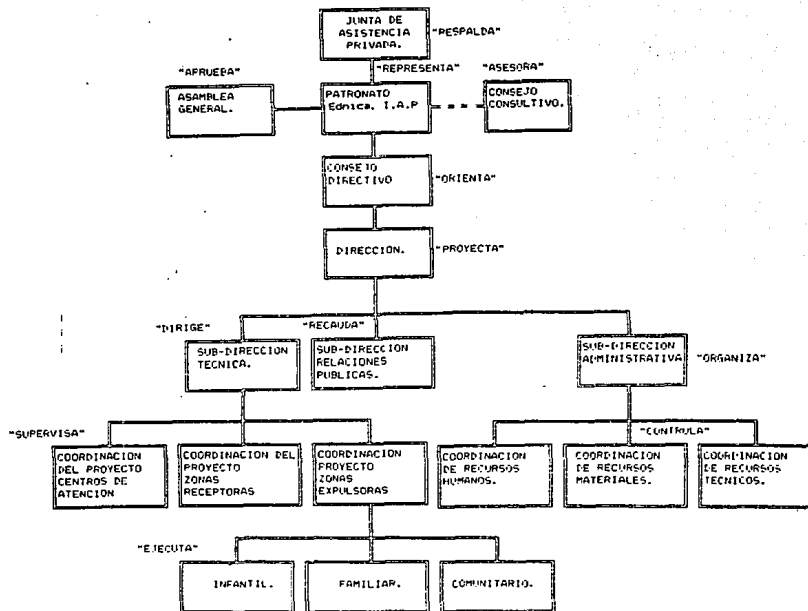 JUNTA DE
ASISTENCIA
PRIVADA.
"PESPALDA"
"APRUEBA"
"REPRESENTA"
"ASESORA"
ASAMBLEA
GENERAL.
PATRONATO
Ednica. I.A.P
CONSEJO
CONSULTIVO.
CONSEJO
DIRECTIVO
"ORIENTA"
DIRECCION.
"PROYECTA"
"DIRIGE"
"RECAUDA"
SUB-DIRECCION
TECNICA.
SUB-DIRECCION
RELACIONES
PUBLICAS.
SUB-DIRECCION
ADMINISTRATIVA
"ORGANIZA"
"SUPERVISA"
"CONTROLA"
COORDINACION
DEL PROYECTO
CENTROS DE
ATENCION
COORDINACION DEL
PROYECTO
ZONAS
RECEPTORAS
COORDINACION
PROYECTO
ZONAS
EXPULSORAS
COORDINACION
DE RECURSOS
HUMANOS.
COORDINACION
DE RECURSOS
MATERIALES.
COORDINACION
DE RECURSOS
TECNICOS.
"EJECUTA"
INFANTIL.
FAMILIAR.
COMUNITARIO.